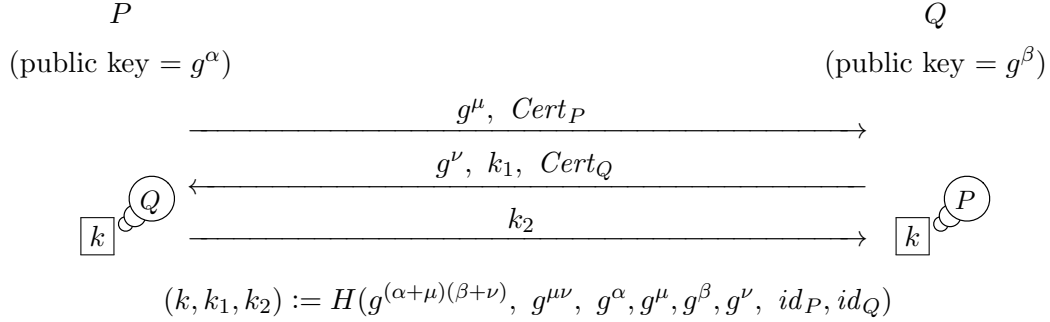 P Q
(public key = g^α) (public key = g^β)
g^μ, Cert_P
g^ν, k_1, Cert_Q
Q P
k_2
k k
(k, k_1, k_2) := H(g^{(α+μ)(β+ν)}, g^{μν}, g^α, g^μ, g^β, g^ν, id_P, id_Q)